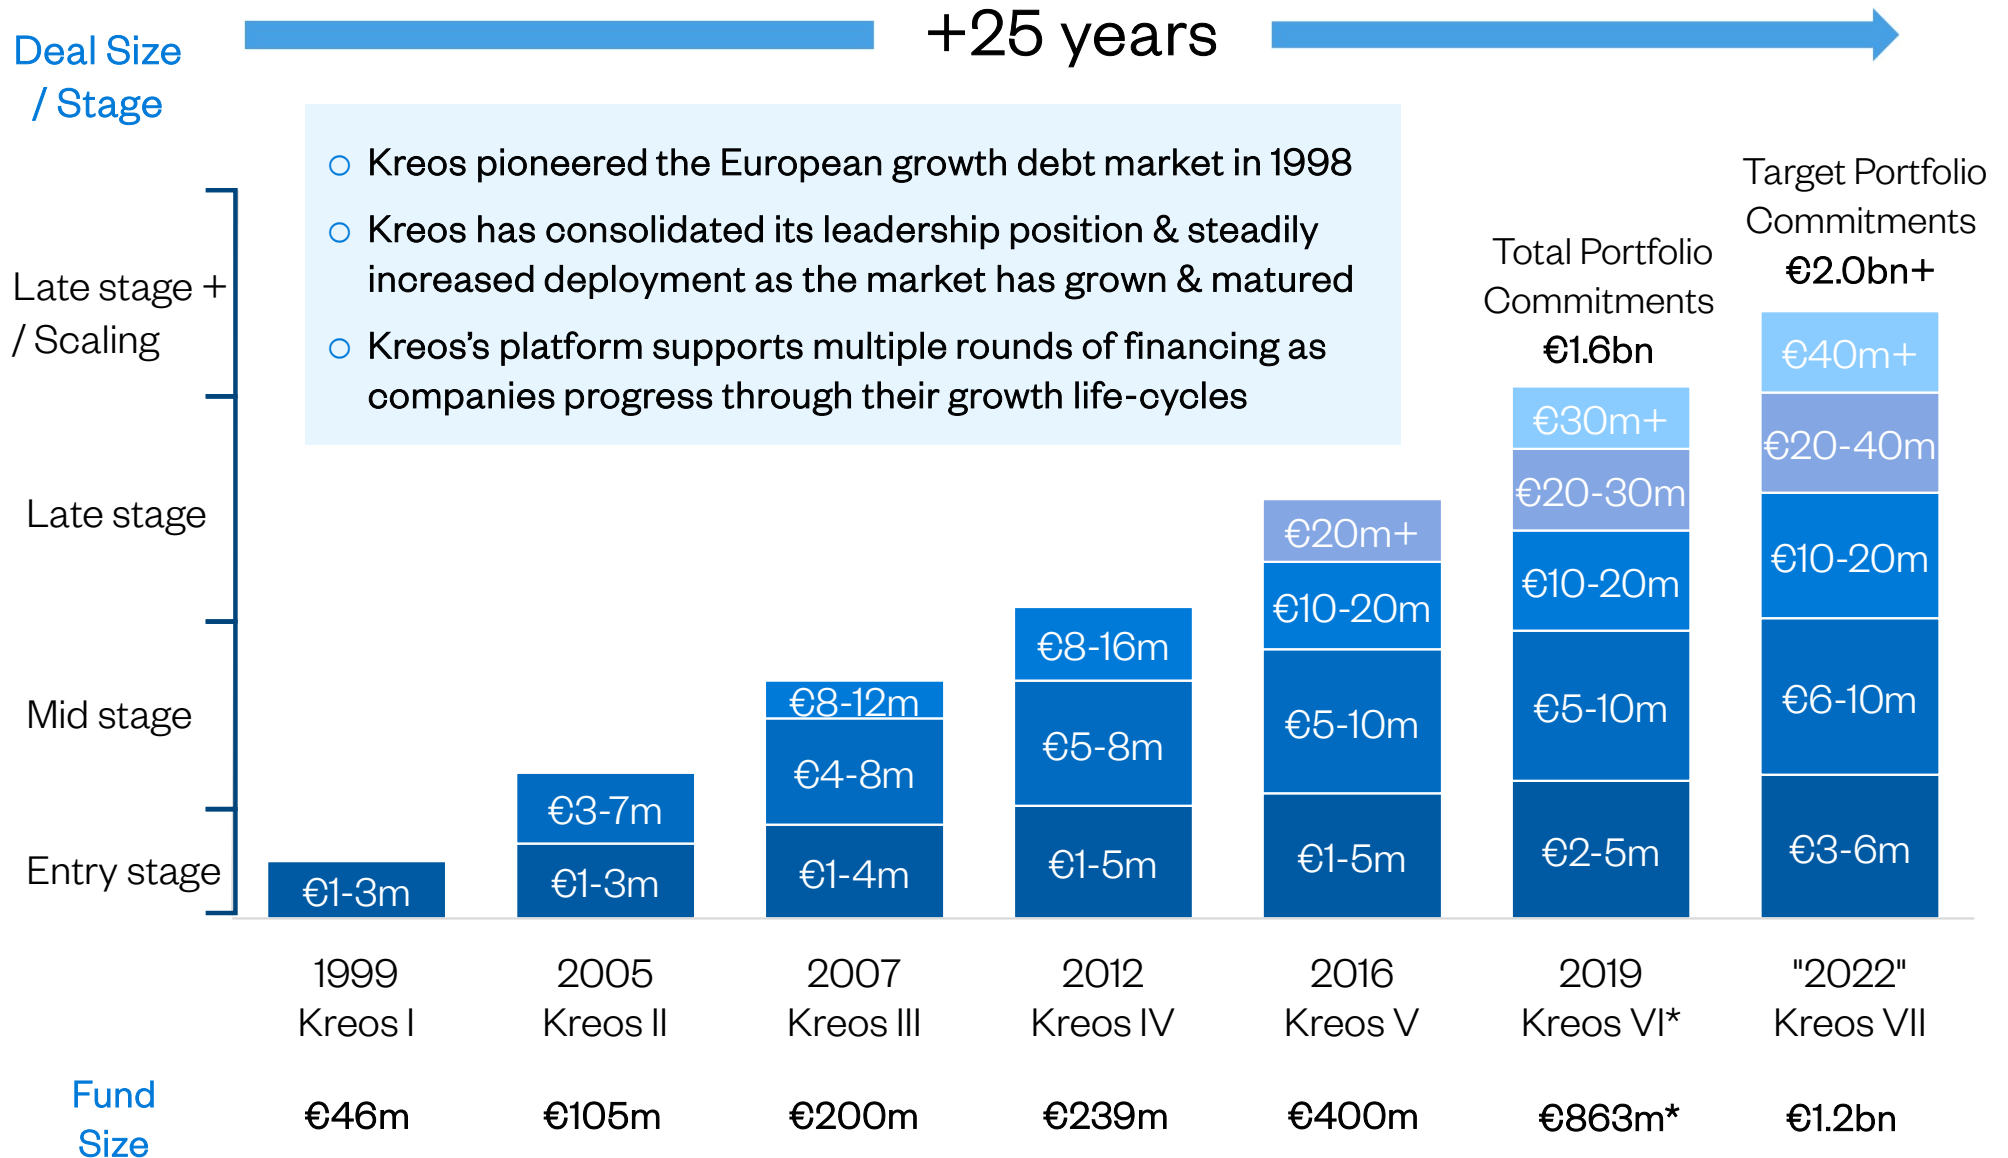 +25 years
Deal Size
/ Stage
○ Kreos pioneered the European growth debt market in 1998
○ Kreos has consolidated its leadership position & steadily
increased deployment as the market has grown & matured
○ Kreos's platform supports multiple rounds of financing as
companies progress through their growth life-cycles
Late stage +
/ Scaling
Late stage
Mid stage
Entry stage
€1-3m
€3-7m
€1-3m
€8-12m
€4-8m
€1-4m
€8-16m
€5-8m
€1-5m
€20m+
€10-20m
€5-10m
€1-5m
Total Portfolio
Commitments
€1.6bn
€30m+
€20-30m
€10-20m
€5-10m
€2-5m
Target Portfolio
Commitments
€2.0bn+
€40m+
€20-40m
€10-20m
€6-10m
€3-6m
1999
Kreos I
2005
Kreos II
2007
Kreos III
2012
Kreos IV
2016
Kreos V
2019
Kreos VI*
"2022"
Kreos VII
Fund
Size
€46m
€105m
€200m
€239m
€400m
€863m*
€1.2bn